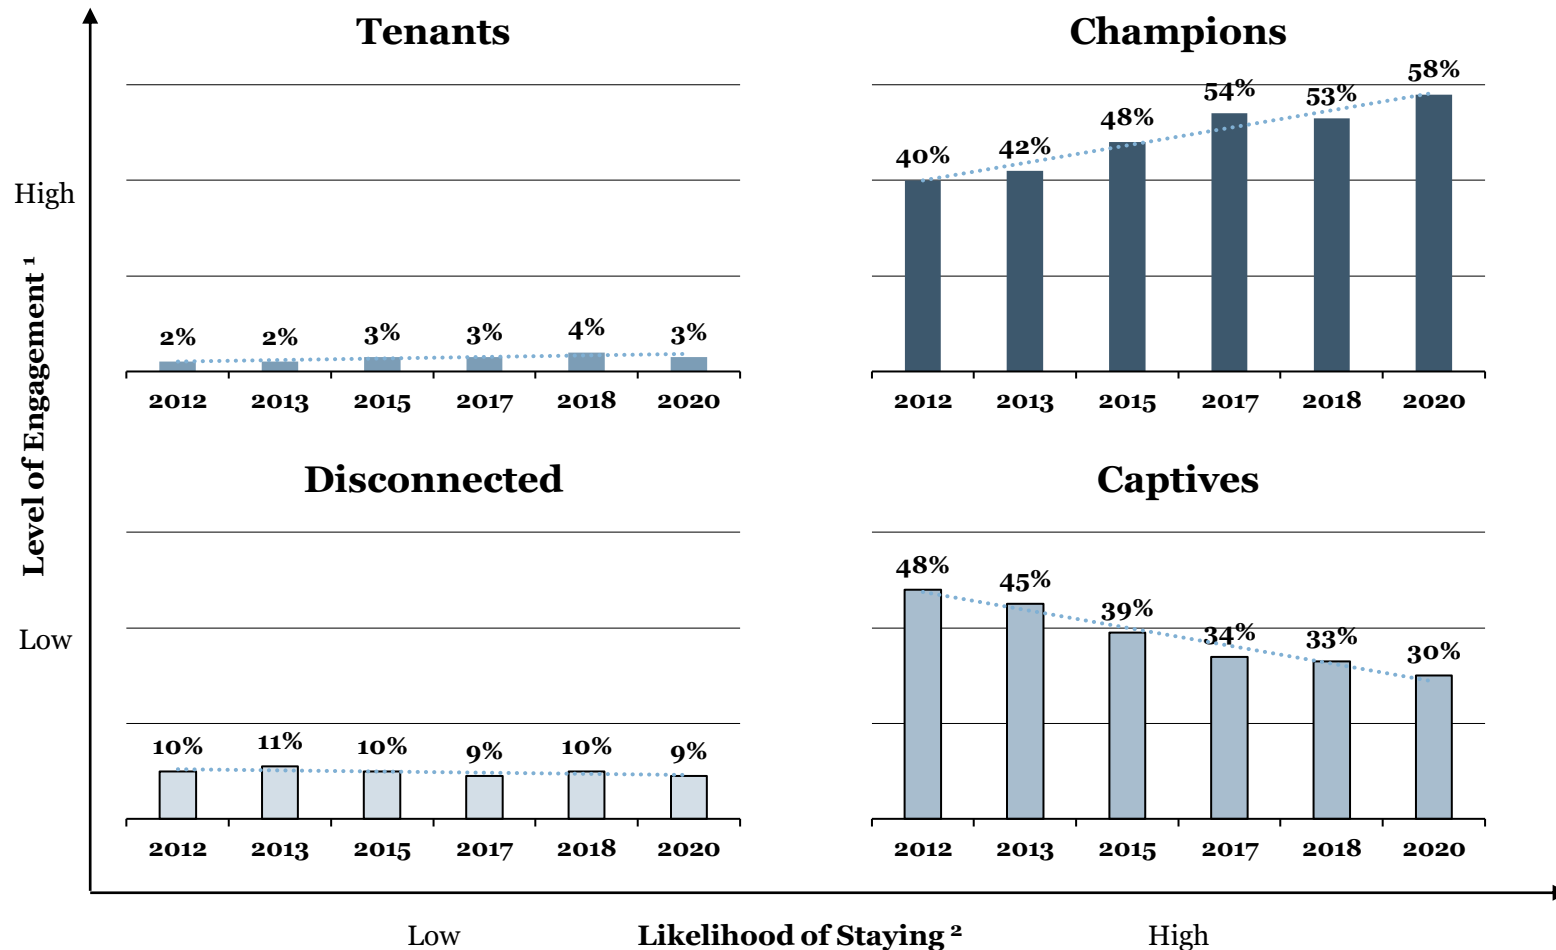 Tenants
Champions
58%
54%
53%
48%
42%
40%
High
4%
3%
3%
3%
2%
2%
2012 2013 2015 2017 2018 2020
2012 2013 2015 2017 2018 2020
Level of Engagement ¹
Disconnected
Captives
48%
45%
39%
34%
33%
30%
Low
10%
11%
10%
9%
10%
9%
2012 2013 2015 2017 2018 2020
2012 2013 2015 2017 2018 2020
Low
Likelihood of Staying ²
High